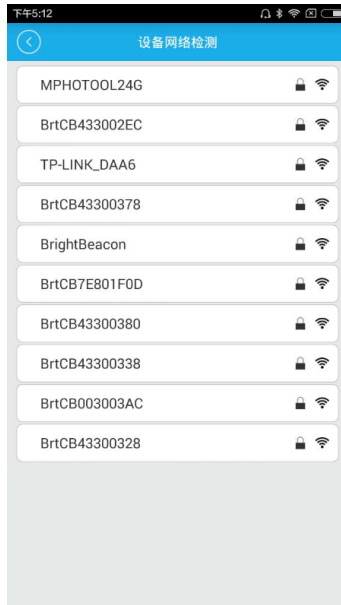 下午5:12
设备网络检测
MPHOTOOL24G
BrtCB433002EC
TP-LINK_DAA6
BrtCB43300378
BrightBeacon
BrtCB7E801F0D
BrtCB43300380
BrtCB43300338
BrtCB003003AC
BrtCB43300328